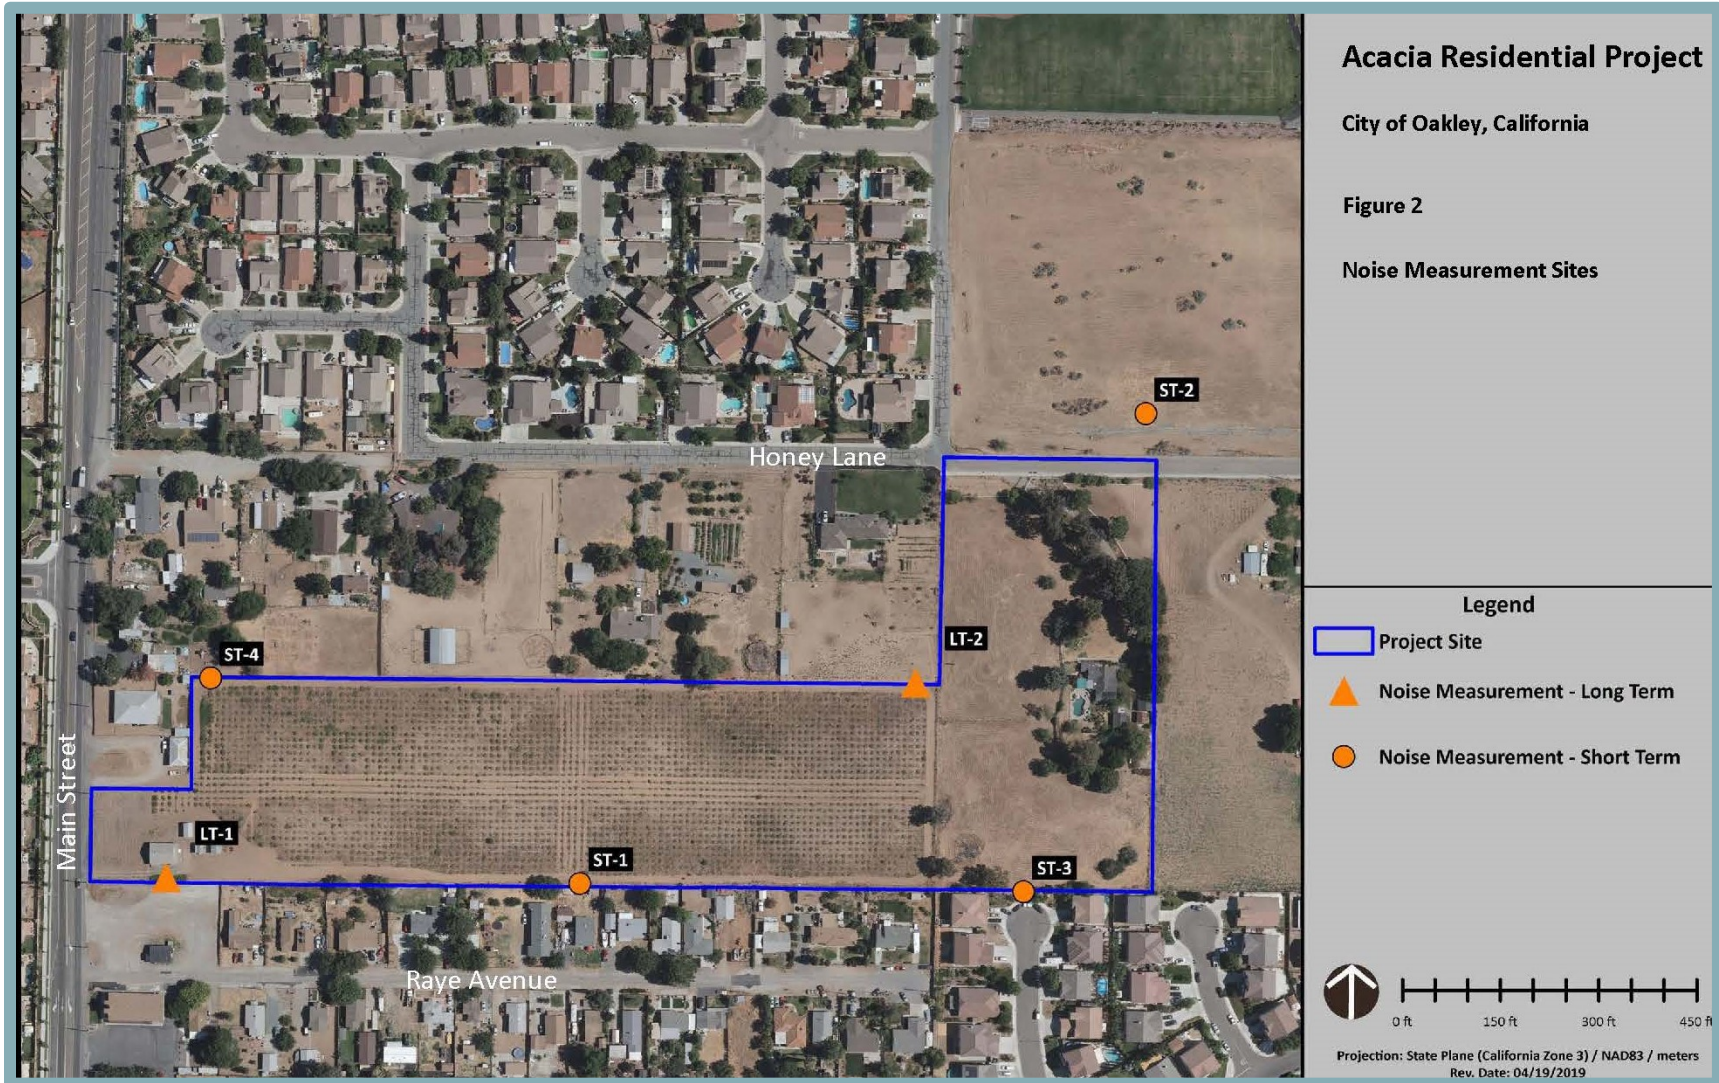 Acacia Residential Project
City of Oakley, California
Figure 2
Noise Measurement Sites
ST-2
Honey Lane
LT-2
ST-4
Main Street
LT-1
ST-1
ST-3
Raye Avenue
Legend
Project Site
Noise Measurement - Long Term
Noise Measurement - Short Term
0 ft 150 ft 300 ft 450 ft
Projection: State Plane (California Zone 3) / NAD83 / meters
Rev. Date: 04/19/2019